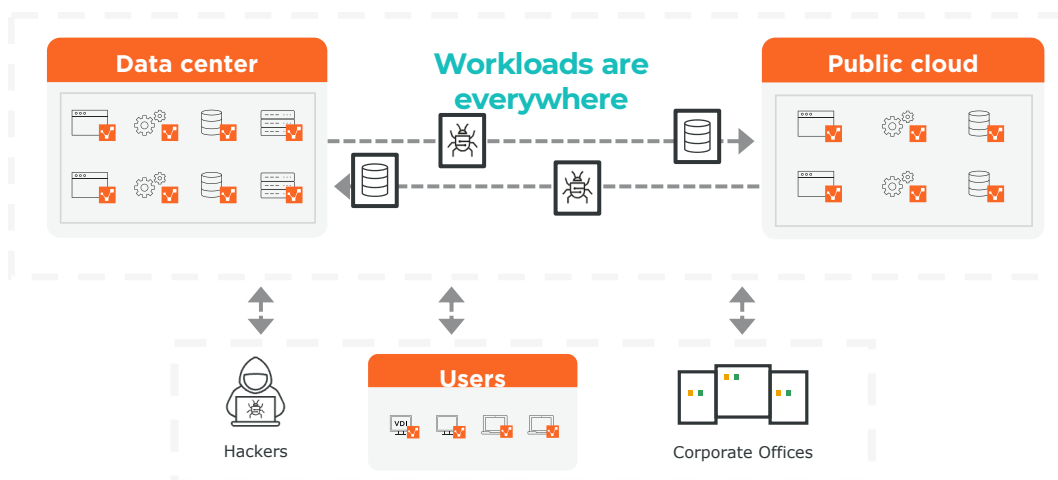 Data center
Workloads are
everywhere
Public cloud
Users
VDI
Hackers
Corporate Offices